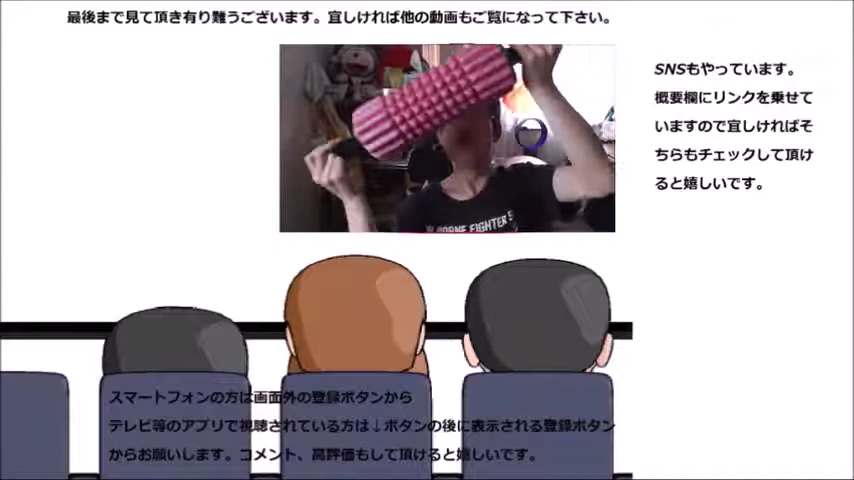 最後まで見て頂き有り難うございます。宜しければ他の動画もご覧になって下さい。
SNSもやっています。
概要欄にリンクを乗せて
いますので宜しければそ
ちらもチェックして頂け
ると嬉しいです。
FIGHTER
スマートフォンの方は画面外の登録ボタンから
テレビ等のアプリで視聴されている方は↓ボタンの後に表示される登録ボタン
からお願いします。コメント、高評価もして頂けると嬉しいです。